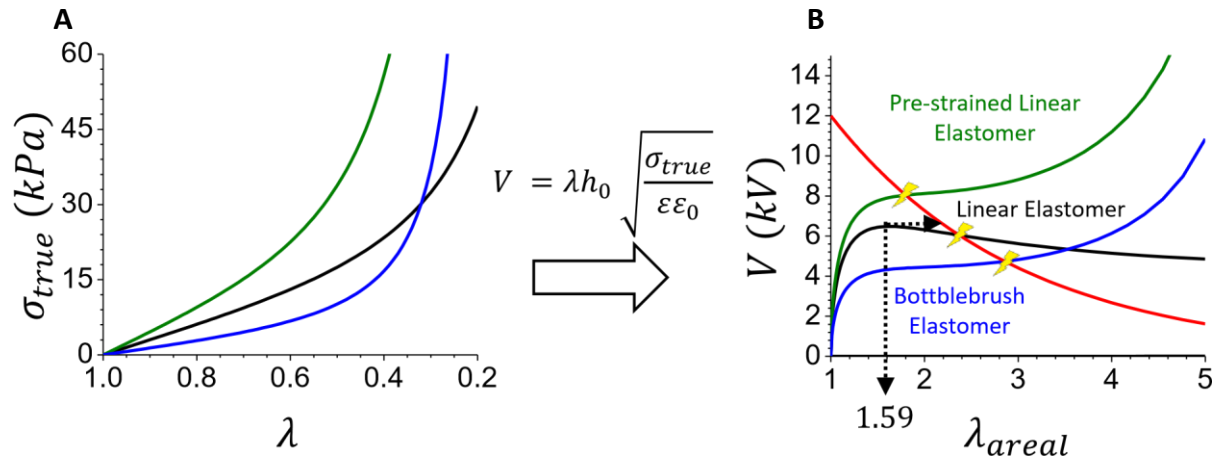 A
60
45
30
15
0
σ_true (kPa)
1.0
0.8
0.6
0.4
0.2
λ
V = λh₀ √(σ_true / εε₀)
B
14
12
10
8
6
4
2
0
V (kV)
Pre-strained Linear
Elastomer
Linear Elastomer
Bottblebrush
Elastomer
1
2
3
4
5
1.59
λ_areal